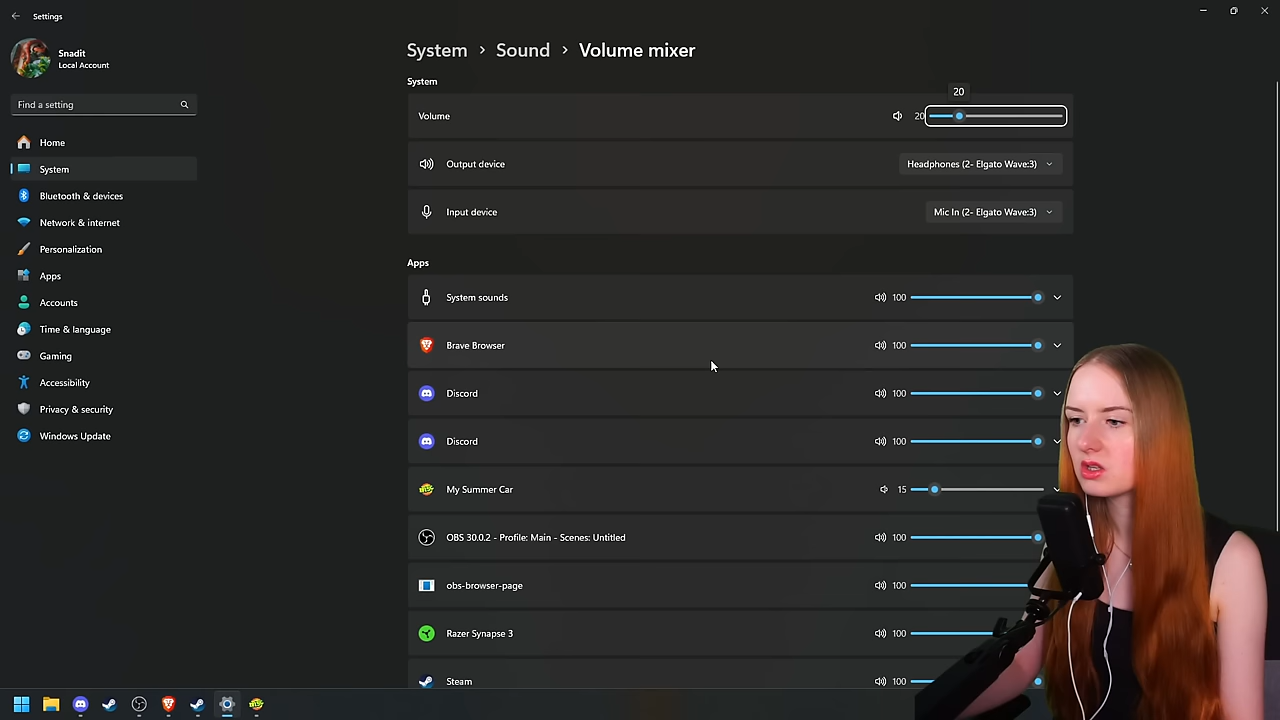 Settings
Snadit
Local Account
Find a setting
Home
System
Bluetooth & devices
Network & internet
Personalization
Apps
Accounts
Time & language
Gaming
Accessibility
Privacy & security
Windows Update
System > Sound > Volume mixer
System
20
Volume 20
Output device Headphones (2- Elgato Wave:3)
Input device Mic In (2- Elgato Wave:3)
Apps
System sounds 100
Brave Browser 100
Discord 100
Discord 100
My Summer Car 15
OBS 30.0.2 - Profile: Main - Scenes: Untitled 100
obs-browser-page 100
Razer Synapse 3 100
Steam 100